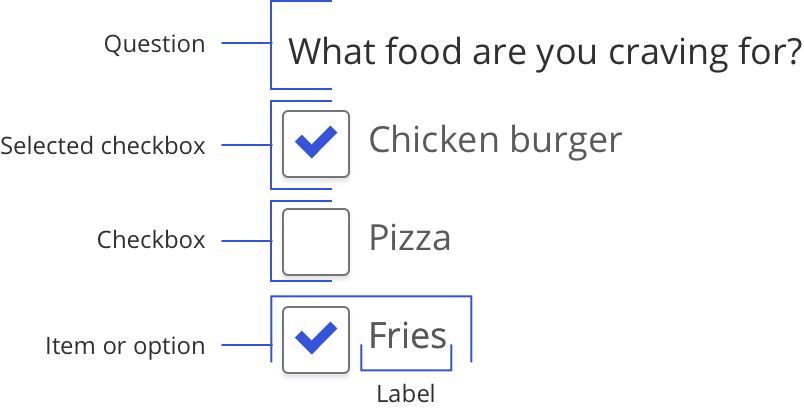 Question
What food are you craving for?
Selected checkbox
Chicken burger
Checkbox
Pizza
Item or option
Fries
Label